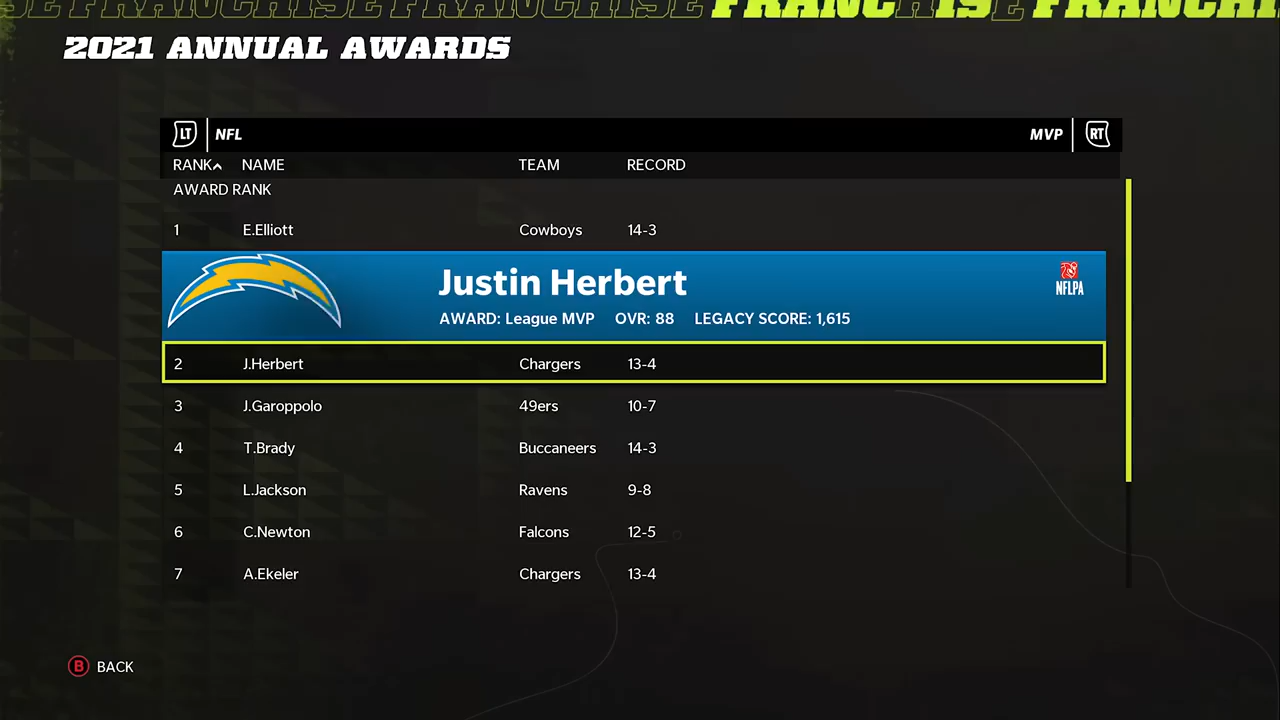 FRANCHISE FRANCHISE FRANCHISE FRANCHI
2021 ANNUAL AWARDS
LT NFL MVP RT
RANK NAME TEAM RECORD
AWARD RANK
1 E.Elliott Cowboys 14-3
Justin Herbert
NFLPA
AWARD: League MVP OVR: 88 LEGACY SCORE: 1,615
2 J.Herbert Chargers 13-4
3 J.Garoppolo 49ers 10-7
4 T.Brady Buccaneers 14-3
5 L.Jackson Ravens 9-8
6 C.Newton Falcons 12-5
7 A.Ekeler Chargers 13-4
B BACK